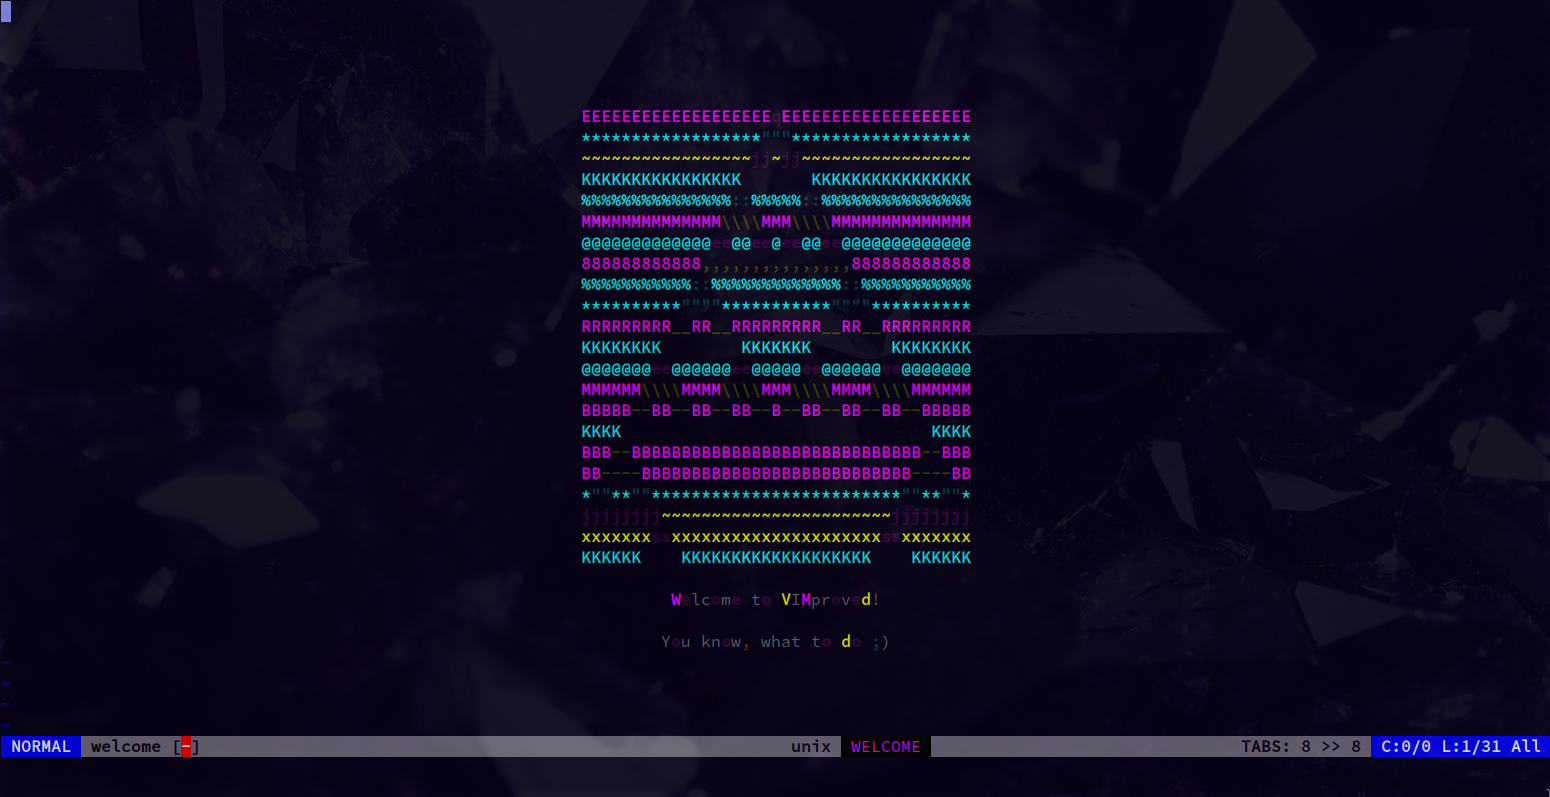 EEEEEEEEEEEEEEEEEEEqEEEEEEEEEEEEEEEEEEE
******************"""******************
~~~~~~~~~~~~~~~~~jj~jj~~~~~~~~~~~~~~~~~
KKKKKKKKKKKKKKKK       KKKKKKKKKKKKKKKK
%%%%%%%%%%%%%%%::%%%%%::%%%%%%%%%%%%%%%
MMMMMMMMMMMMMM\\\\MMM\\\\MMMMMMMMMMMMMM
@@@@@@@@@@@@@ee@@ee@ee@@ee@@@@@@@@@@@@@
888888888888,,,,,,,,,,,,,,,888888888888
%%%%%%%%%%%::%%%%%%%%%%%%%::%%%%%%%%%%%
**********""""***********""""**********
RRRRRRRRR__RR__RRRRRRRRR__RR__RRRRRRRRR
KKKKKKKK        KKKKKKK        KKKKKKKK
@@@@@@@ee@@@@@@ee@@@@@ee@@@@@@ee@@@@@@@
MMMMMM\\\\MMMM\\\\MMM\\\\MMMM\\\\MMMMMM
BBBBB--BB--BB--BB--B--BB--BB--BB--BBBBB
KKKK                               KKKK
BBB--BBBBBBBBBBBBBBBBBBBBBBBBBBBBB--BBB
BB----BBBBBBBBBBBBBBBBBBBBBBBBBBB----BB
*""**""*************************""**""*
jjjjjjjj~~~~~~~~~~~~~~~~~~~~~~~jjjjjjjj
xxxxxxxssxxxxxxxxxxxxxxxxxxxxxssxxxxxxx
KKKKKK    KKKKKKKKKKKKKKKKKKK    KKKKKK
Welcome to VIMproved!
You know, what to do ;)
~
~
~
~
NORMAL welcome [-] unix WELCOME TABS: 8 >> 8 C:0/0 L:1/31 All